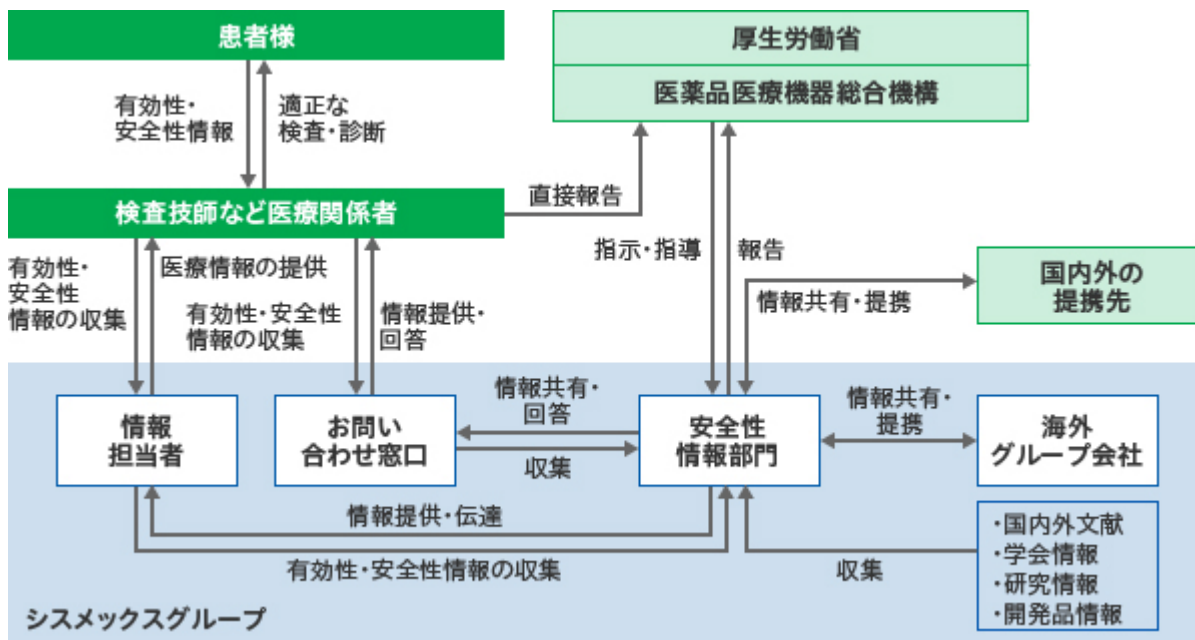 患者様
厚生労働省
医薬品医療機器総合機構
有効性・
安全性情報
適正な
検査・診断
検査技師など医療関係者
直接報告
指示・指導
報告
国内外の
提携先
情報共有・提携
有効性・
安全性
情報の収集
医療情報の提供
有効性・安全性
情報の収集
情報提供・
回答
情報
担当者
お問い
合わせ窓口
情報共有・
回答
収集
安全性
情報部門
情報共有・
提携
海外
グループ会社
情報提供・伝達
有効性・安全性情報の収集
収集
・国内外文献
・学会情報
・研究情報
・開発品情報
シスメックスグループ